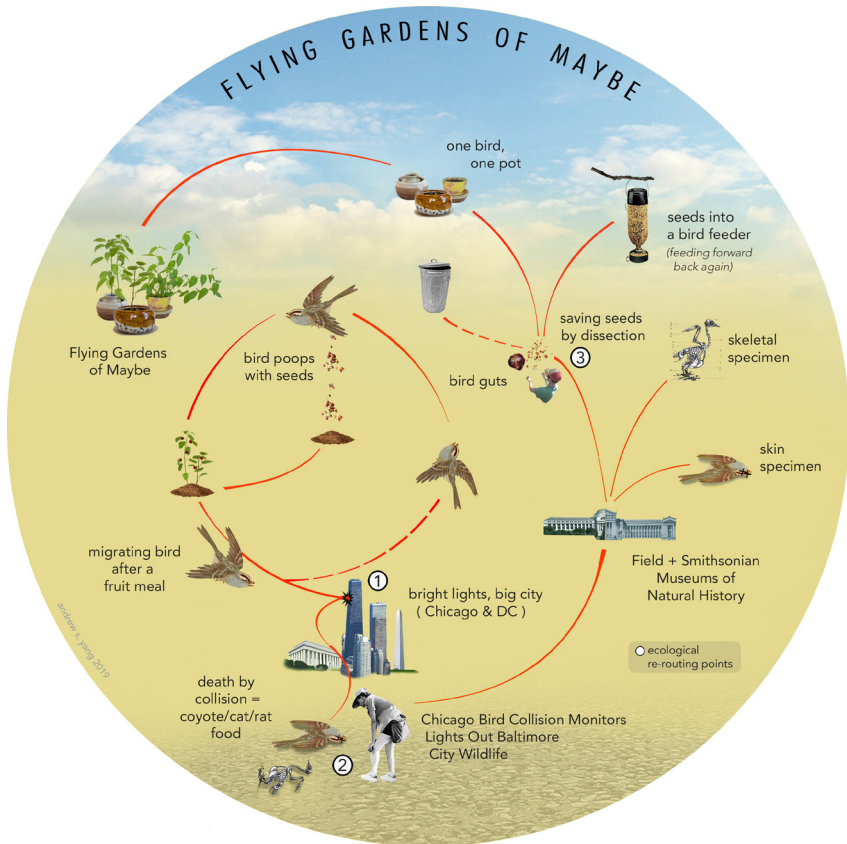 FLYING GARDENS OF MAYBE
one bird,
one pot
seeds into
a bird feeder
(feeding forward
back again)
Flying Gardens
of Maybe
bird poops
with seeds
saving seeds
by dissection
3
bird guts
skeletal
specimen
skin
specimen
migrating bird
after a
fruit meal
1
bright lights, big city
( Chicago & DC )
Field + Smithsonian
Museums of
Natural History
ecological
re-routing points
andrew s. yang 2019
death by
collision =
coyote/cat/rat
food
2
Chicago Bird Collision Monitors
Lights Out Baltimore
City Wildlife